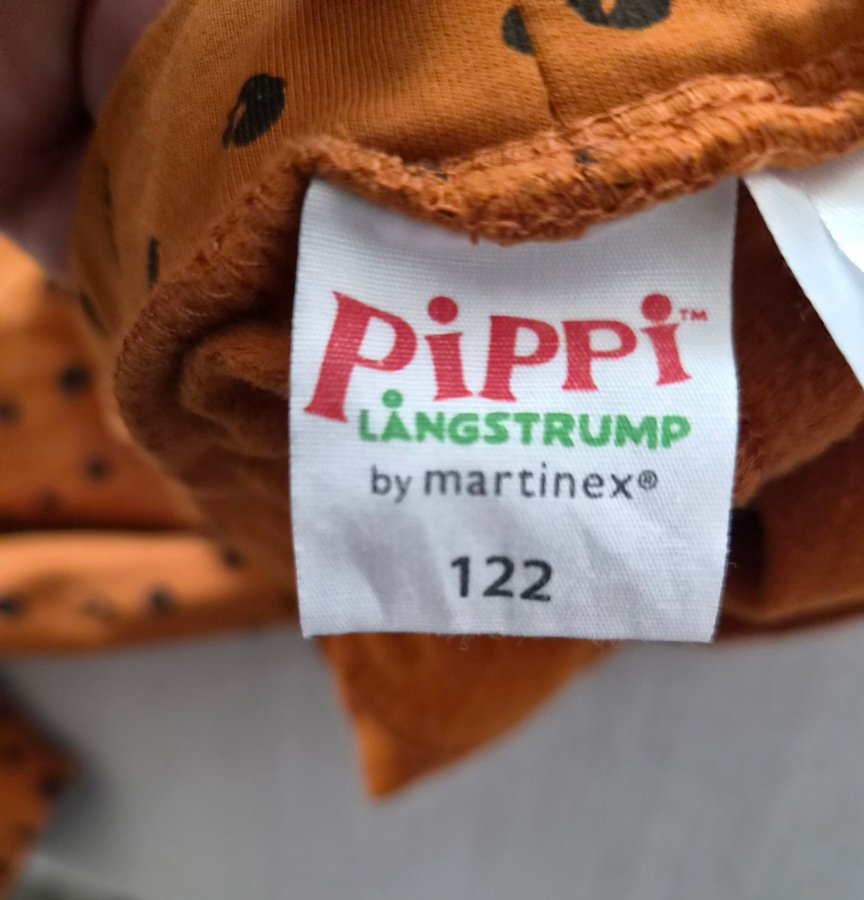 PiPPi™
LÅNGSTRUMP
by martinex®
122